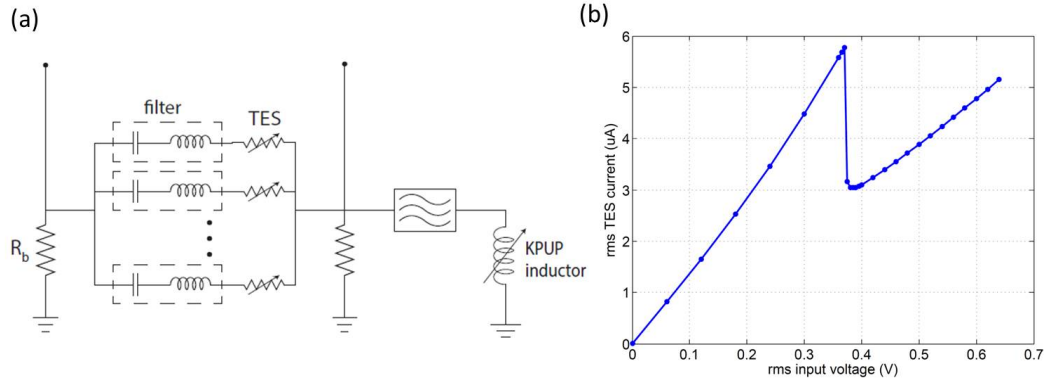 (a)
filter
TES
R_b
KPUP
inductor
(b)
6
5
4
3
2
1
0
rms TES current (uA)
0 0.1 0.2 0.3 0.4 0.5 0.6 0.7
rms input voltage (V)